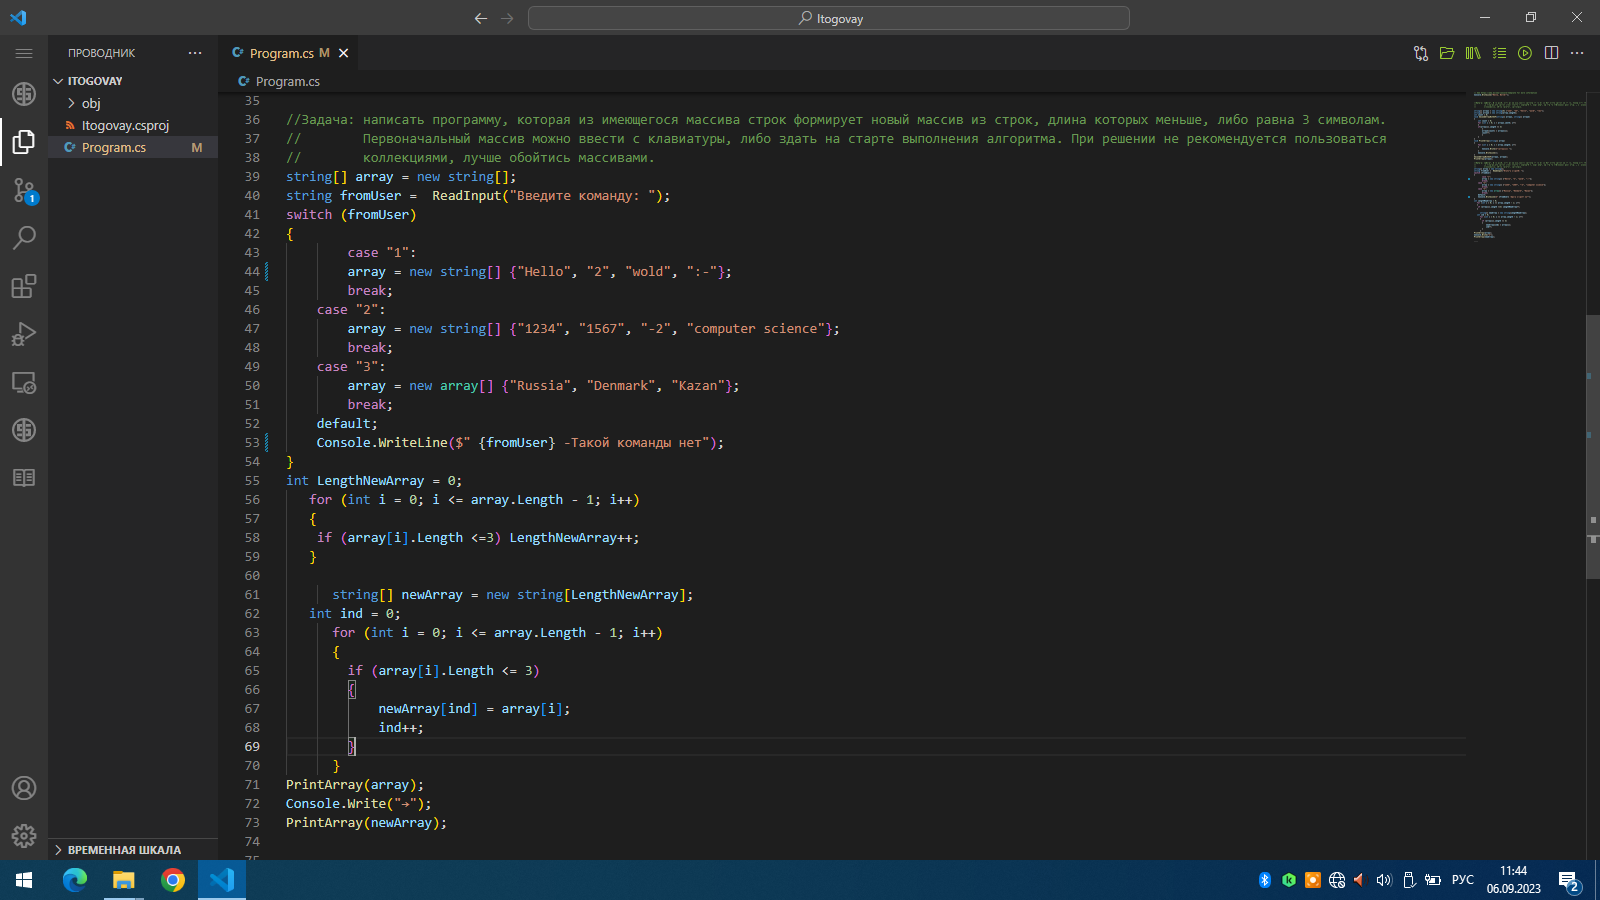 Itogovay
ПРОВОДНИК
ITOGOVAY
obj
Itogovay.csproj
Program.cs M
1
ВРЕМЕННАЯ ШКАЛА
Program.cs M
Program.cs
35
36 //Задача: написать программу, которая из имеющегося массива строк формирует новый массив из строк, длина которых меньше, либо равна 3 символам.
37 // Первоначальный массив можно ввести с клавиатуры, либо здать на старте выполнения алгоритма. При решении не рекомендуется пользоваться
38 // коллекциями, лучше обойтись массивами.
39 string[] array = new string[];
40 string fromUser = ReadInput("Введите команду: ");
41 switch (fromUser)
42 {
43 case "1":
44 array = new string[] {"Hello", "2", "wold", ":-"};
45 break;
46 case "2":
47 array = new string[] {"1234", "1567", "-2", "computer science"};
48 break;
49 case "3":
50 array = new array[] {"Russia", "Denmark", "Kazan"};
51 break;
52 default;
53 Console.WriteLine($" {fromUser} -Такой команды нет");
54 }
55 int LengthNewArray = 0;
56 for (int i = 0; i <= array.Length - 1; i++)
57 {
58 if (array[i].Length <=3) LengthNewArray++;
59 }
60
61 string[] newArray = new string[LengthNewArray];
62 int ind = 0;
63 for (int i = 0; i <= array.Length - 1; i++)
64 {
65 if (array[i].Length <= 3)
66 {
67 newArray[ind] = array[i];
68 ind++;
69 }
70 }
71 PrintArray(array);
72 Console.Write("→");
73 PrintArray(newArray);
74
РУС
11:44
06.09.2023
2